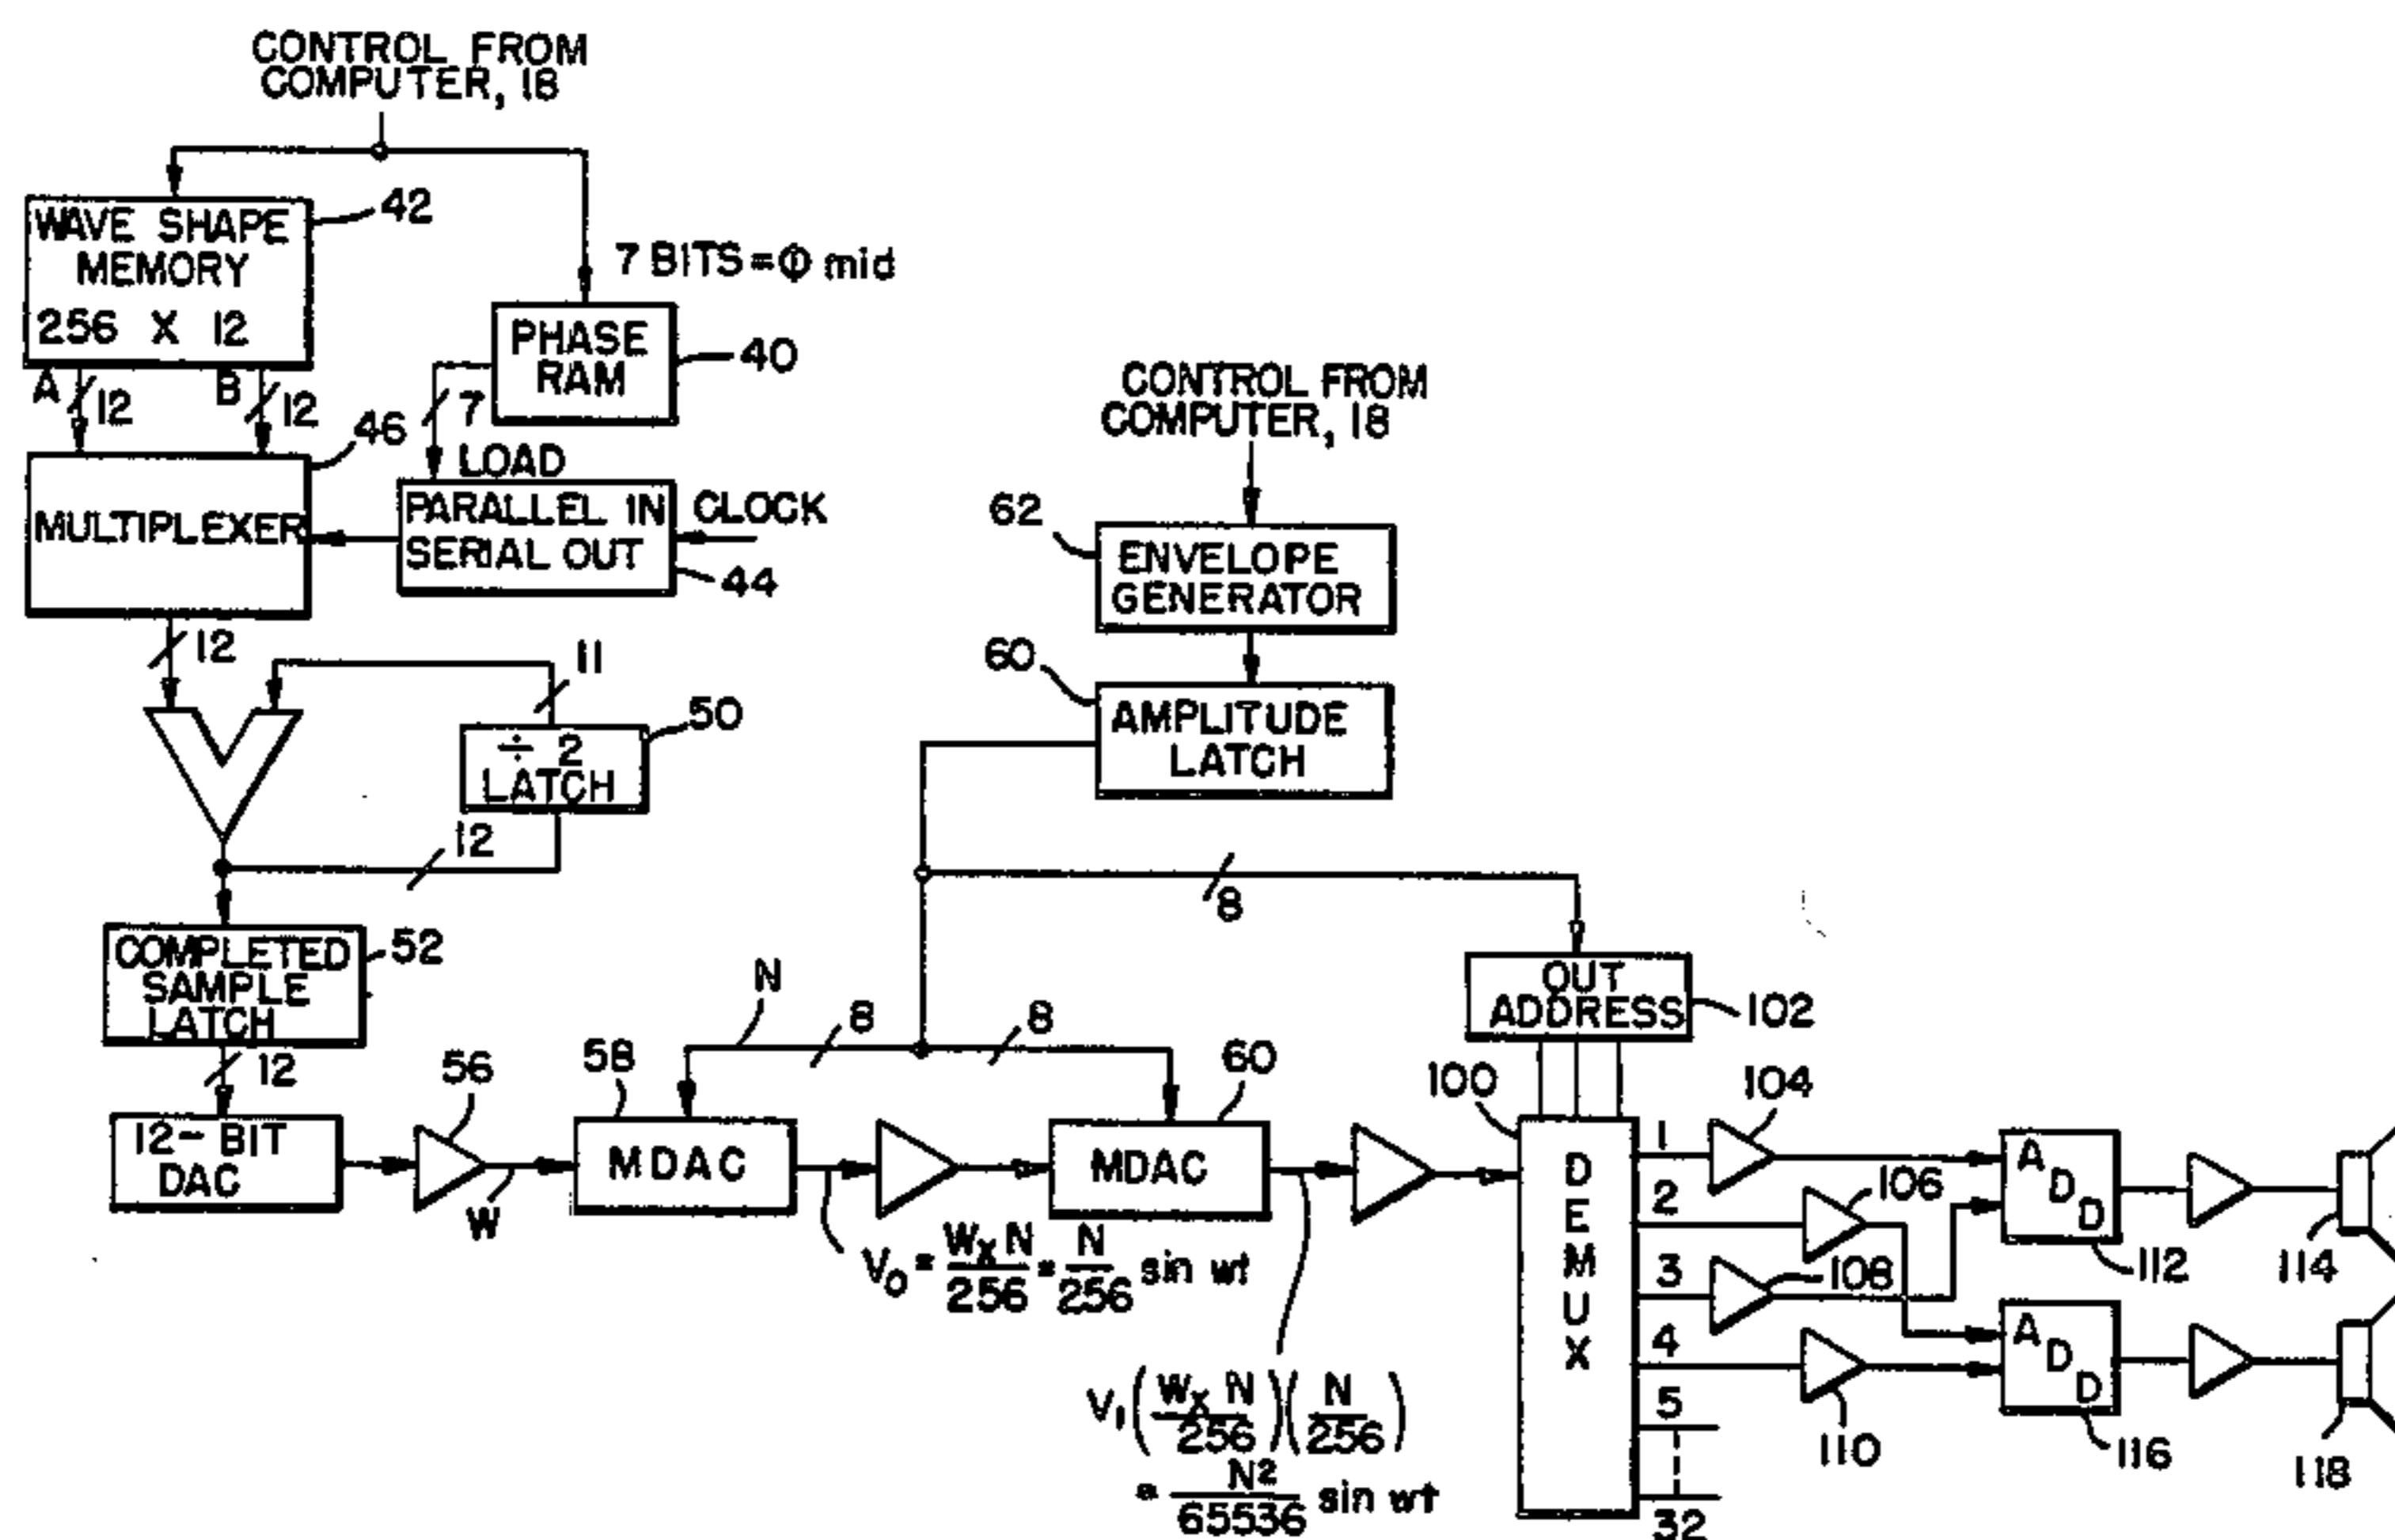 CONTROL FROM
COMPUTER, 18
WAVE SHAPE
MEMORY
256 X 12
42
7 BITS = Φ mid
PHASE
RAM
40
A
12
B
12
7
LOAD
46
MULTIPLEXER
PARALLEL IN
SERIAL OUT
CLOCK
44
12
11
÷ 2
LATCH
50
12
COMPLETED
SAMPLE
LATCH
52
12
12-BIT
DAC
56
W
CONTROL FROM
COMPUTER, 18
62
ENVELOPE
GENERATOR
60
AMPLITUDE
LATCH
8
N
8
8
58
MDAC
60
MDAC
V0 = WX N/256 = N/256 sin wt
V1 (WX N/256)(N/256)
= N²/65536 sin wt
OUT
ADDRESS
102
100
DEMUX
1
2
3
4
5
32
104
106
108
110
ADD
112
114
ADD
116
118